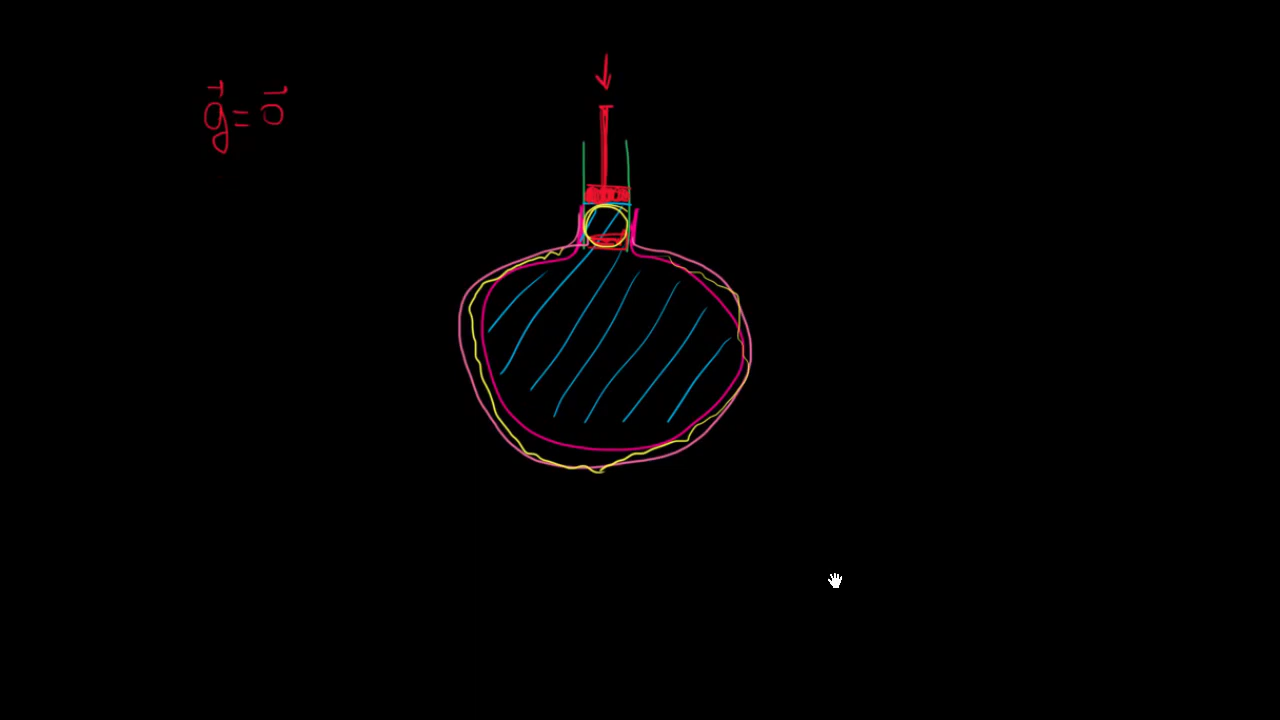 g⃗ = 0⃗